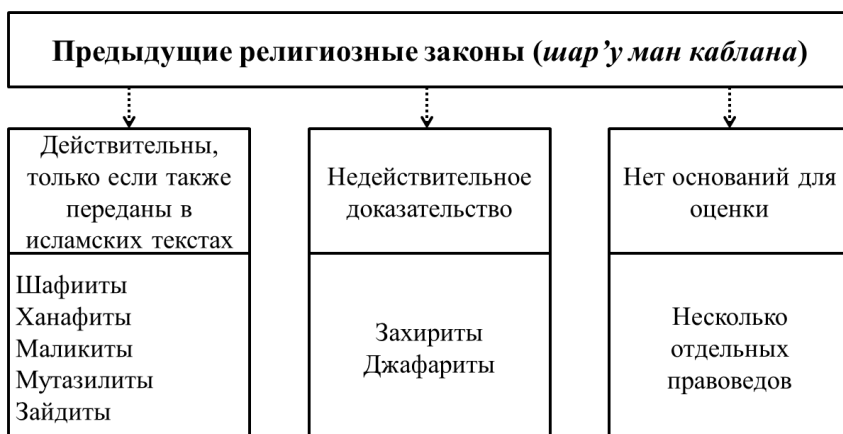 Предыдущие религиозные законы (шар’у ман каблана)
Действительны,
только если также
переданы в
исламских текстах
Шафииты
Ханафиты
Маликиты
Мутазилиты
Зайдиты
Недействительное
доказательство
Захириты
Джафариты
Нет оснований для
оценки
Несколько
отдельных
правоведов